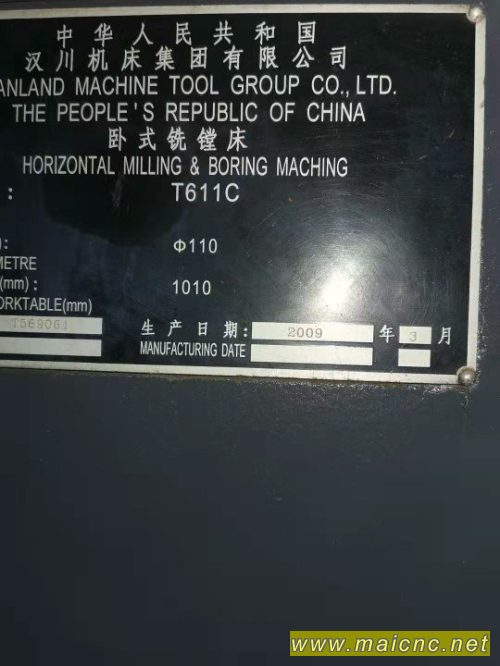 中华人民共和国
汉川机床集团有限公司
ANLAND MACHINE TOOL GROUP CO., LTD.
THE PEOPLE'S REPUBLIC OF CHINA
卧式铣镗床
HORIZONTAL MILLING & BORING MACHING
: T611C
): Φ110
METRE
(mm): 1010
ORKTABLE(mm)
T569061 生产日期: 2009 年 3 月
MANUFACTURING DATE
www.maicnc.net